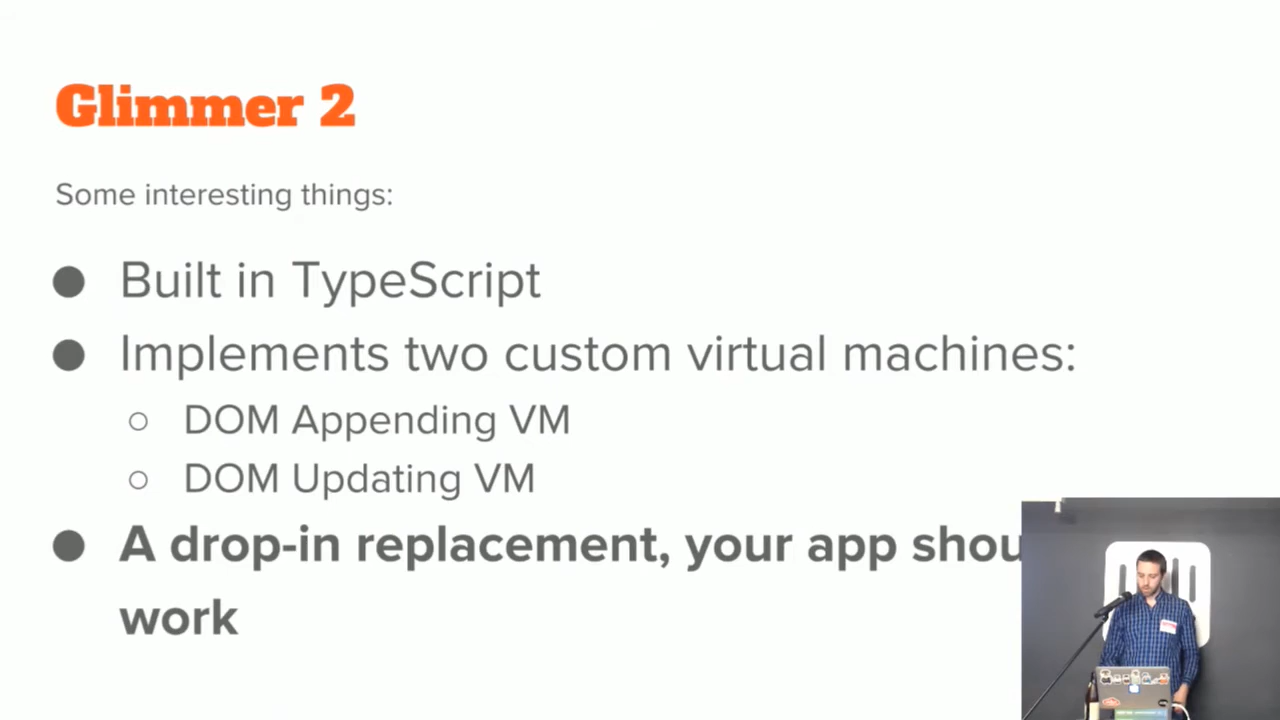 Glimmer 2
Some interesting things:
● Built in TypeScript
● Implements two custom virtual machines:
○ DOM Appending VM
○ DOM Updating VM
● A drop-in replacement, your app shou
work